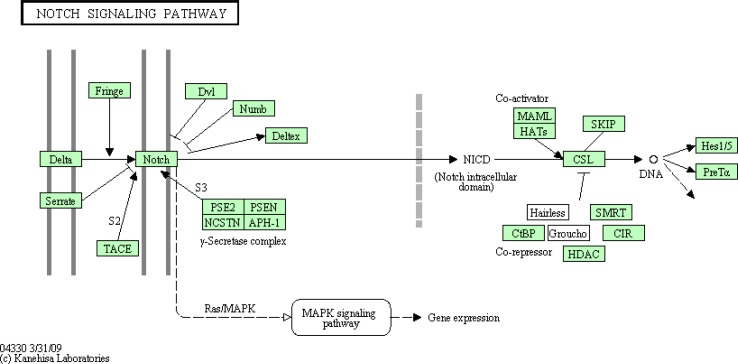 NOTCH SIGNALING PATHWAY
Fringe
Dvl
Numb
Deltex
Delta
Notch
Serrate
S2
TACE
S3
PSE2 PSEN
NCSTN APH-1
γ-Secretase complex
NICD
(Notch intracellular
domain)
Co-activator
MAML
HATs
SKIP
CSL
DNA
Hes1/5
PreTα
Hairless
SMRT
CtBP
Groucho
CIR
Co-repressor
HDAC
Ras/MAPK
MAPK signaling
pathway
Gene expression
04330 3/31/09
(c) Kanehisa Laboratories